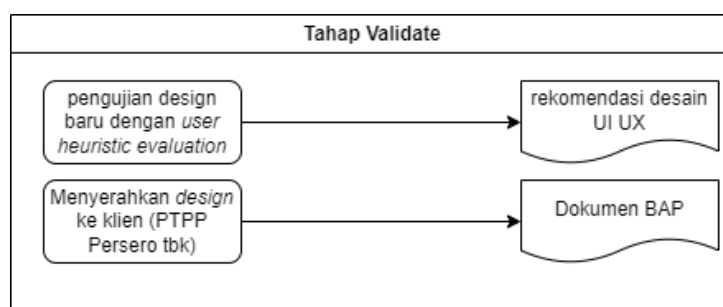 Tahap Validate
pengujian design
baru dengan user
heuristic evaluation
rekomendasi desain
UI UX
Menyerahkan design
ke klien (PTPP
Persero tbk)
Dokumen BAP